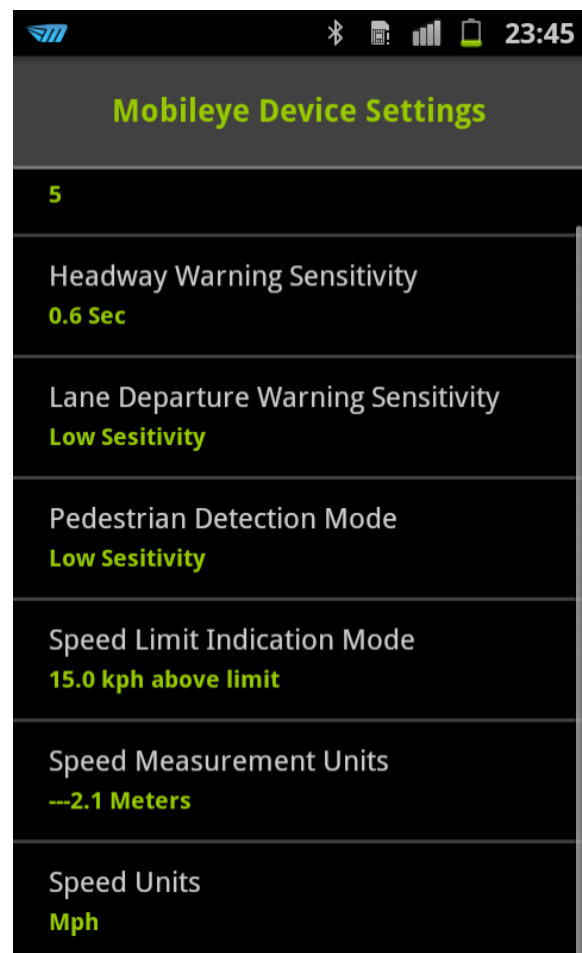 23:45
Mobileye Device Settings
5
Headway Warning Sensitivity
0.6 Sec
Lane Departure Warning Sensitivity
Low Sesitivity
Pedestrian Detection Mode
Low Sesitivity
Speed Limit Indication Mode
15.0 kph above limit
Speed Measurement Units
---2.1 Meters
Speed Units
Mph